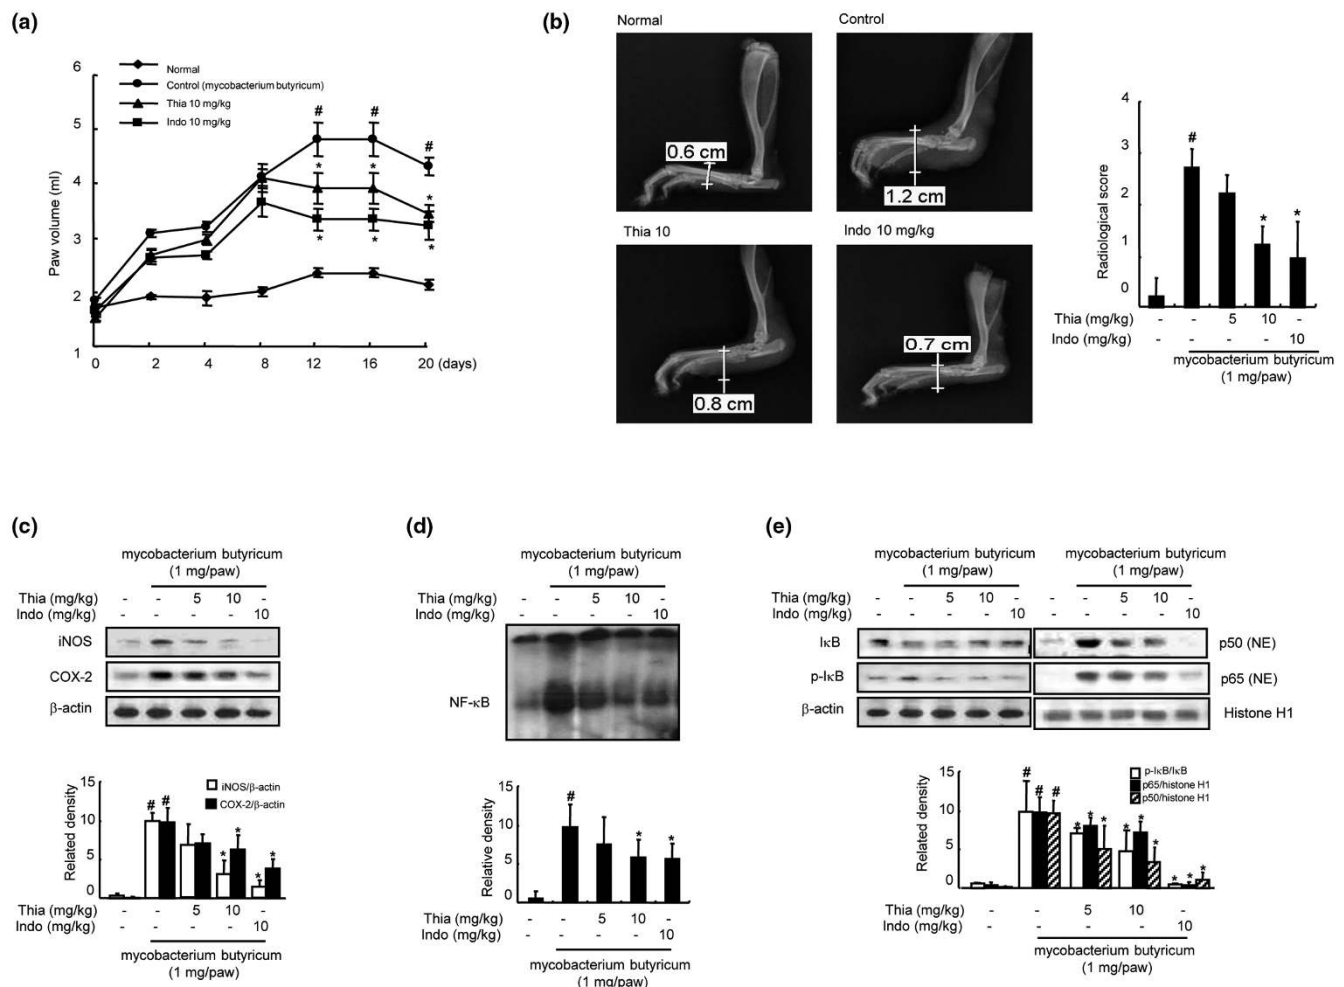 (a)
6
5
4
3
2
1
Paw volume (ml)
Normal
Control (mycobacterium butyricum)
Thia 10 mg/kg
Indo 10 mg/kg
# # #
* * *
* * *
0 2 4 8 12 16 20 (days)
(b)
Normal
Control
0.6 cm
1.2 cm
Thia 10
Indo 10 mg/kg
0.8 cm
0.7 cm
4
3
2
1
0
Radiological score
# * *
Thia (mg/kg) - - 5 10 -
Indo (mg/kg) - - - - 10
mycobacterium butyricum
(1 mg/paw)
(c)
mycobacterium butyricum
(1 mg/paw)
Thia (mg/kg) - - 5 10 -
Indo (mg/kg) - - - - 10
iNOS
COX-2
β-actin
15
10
5
0
Related density
iNOS/β-actin
COX-2/β-actin
# # * * * *
Thia (mg/kg) - - 5 10 -
Indo (mg/kg) - - - - 10
mycobacterium butyricum
(1 mg/paw)
(d)
mycobacterium butyricum
(1 mg/paw)
Thia (mg/kg) - - 5 10 -
Indo (mg/kg) - - - - 10
NF-κB
15
10
5
0
Relative density
# * *
Thia (mg/kg) - - 5 10 -
Indo (mg/kg) - - - - 10
mycobacterium butyricum
(1 mg/paw)
(e)
mycobacterium butyricum
(1 mg/paw)
mycobacterium butyricum
(1 mg/paw)
Thia (mg/kg) - - 5 10 - - - 5 10 -
Indo (mg/kg) - - - - 10 - - - - 10
IκB
p50 (NE)
p-IκB
p65 (NE)
β-actin
Histone H1
15
10
5
0
Related density
p-IκB/IκB
p65/histone H1
p50/histone H1
# # # * * * * * * * * *
Thia (mg/kg) - - 5 10 -
Indo (mg/kg) - - - - 10
mycobacterium butyricum
(1 mg/paw)